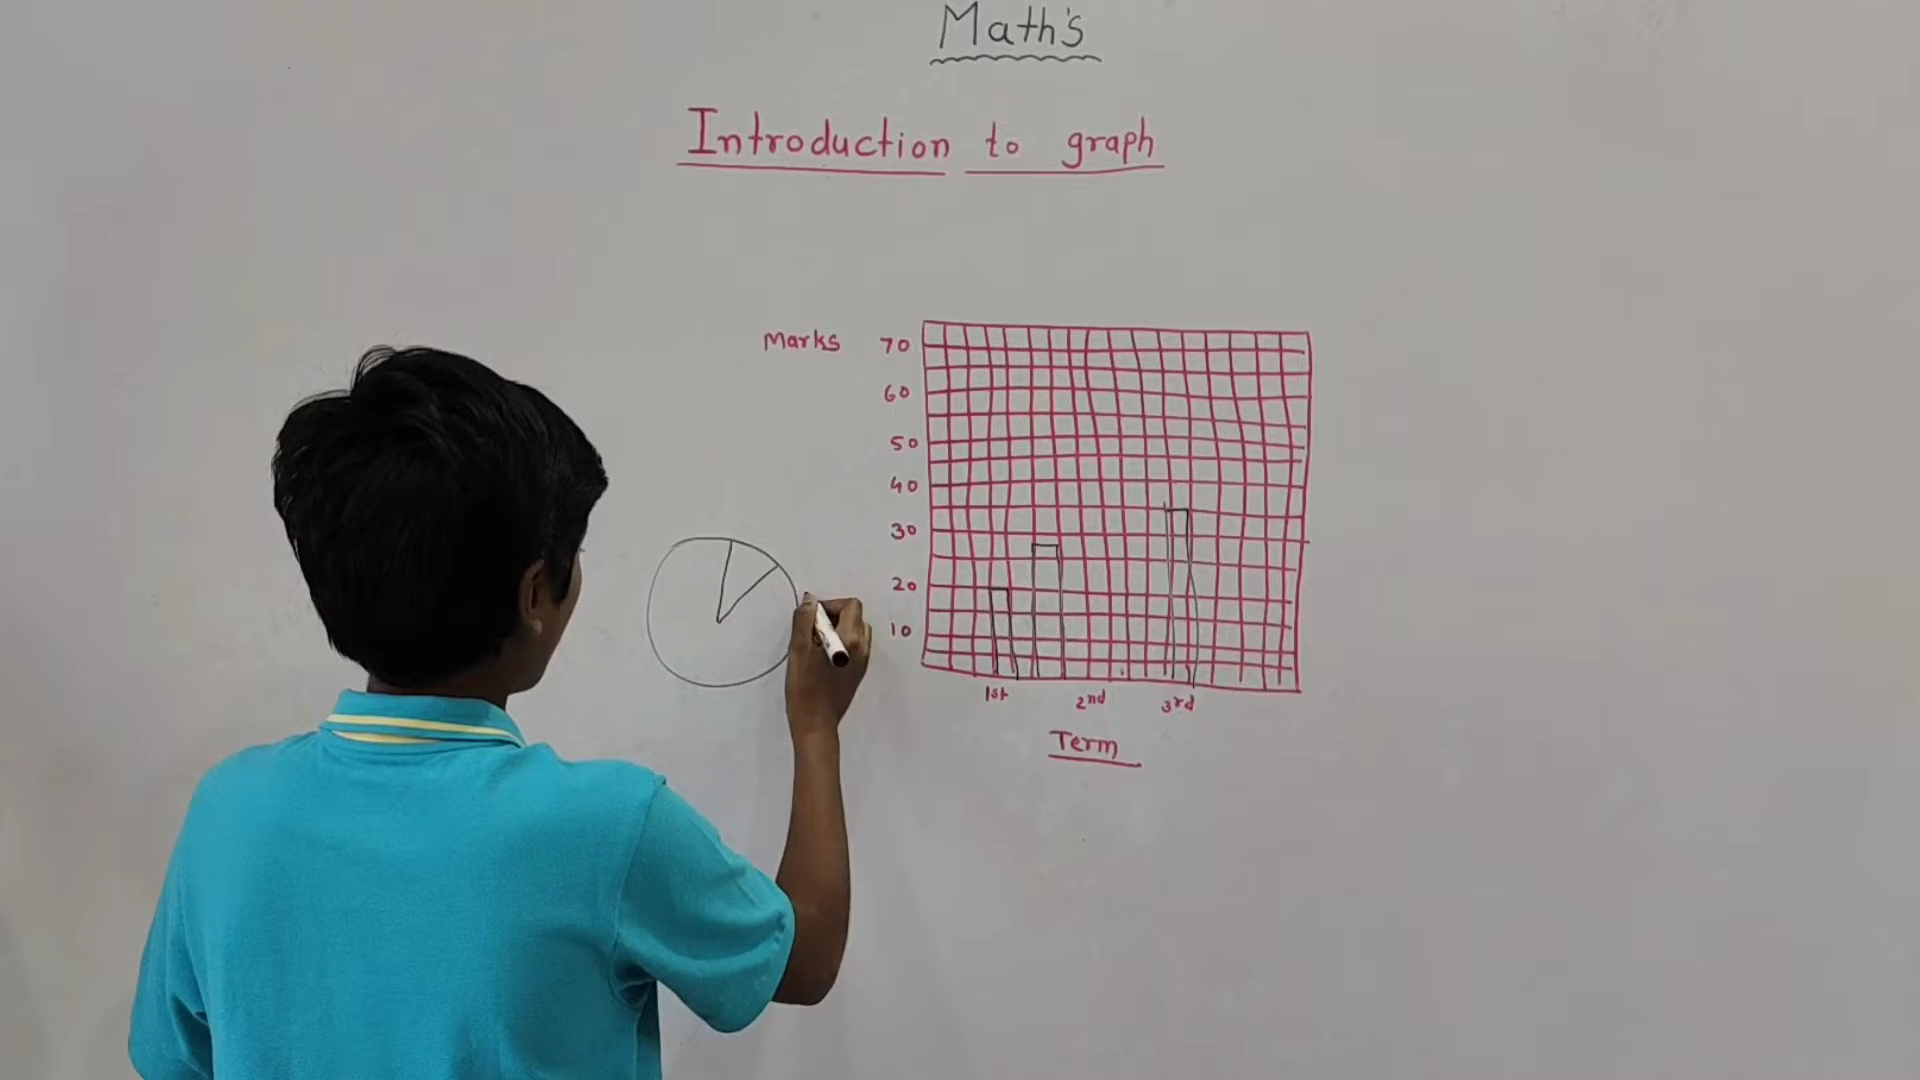 Math's
Introduction to graph
Marks 70
60
50
40
30
20
10
1st 2nd 3rd
Term